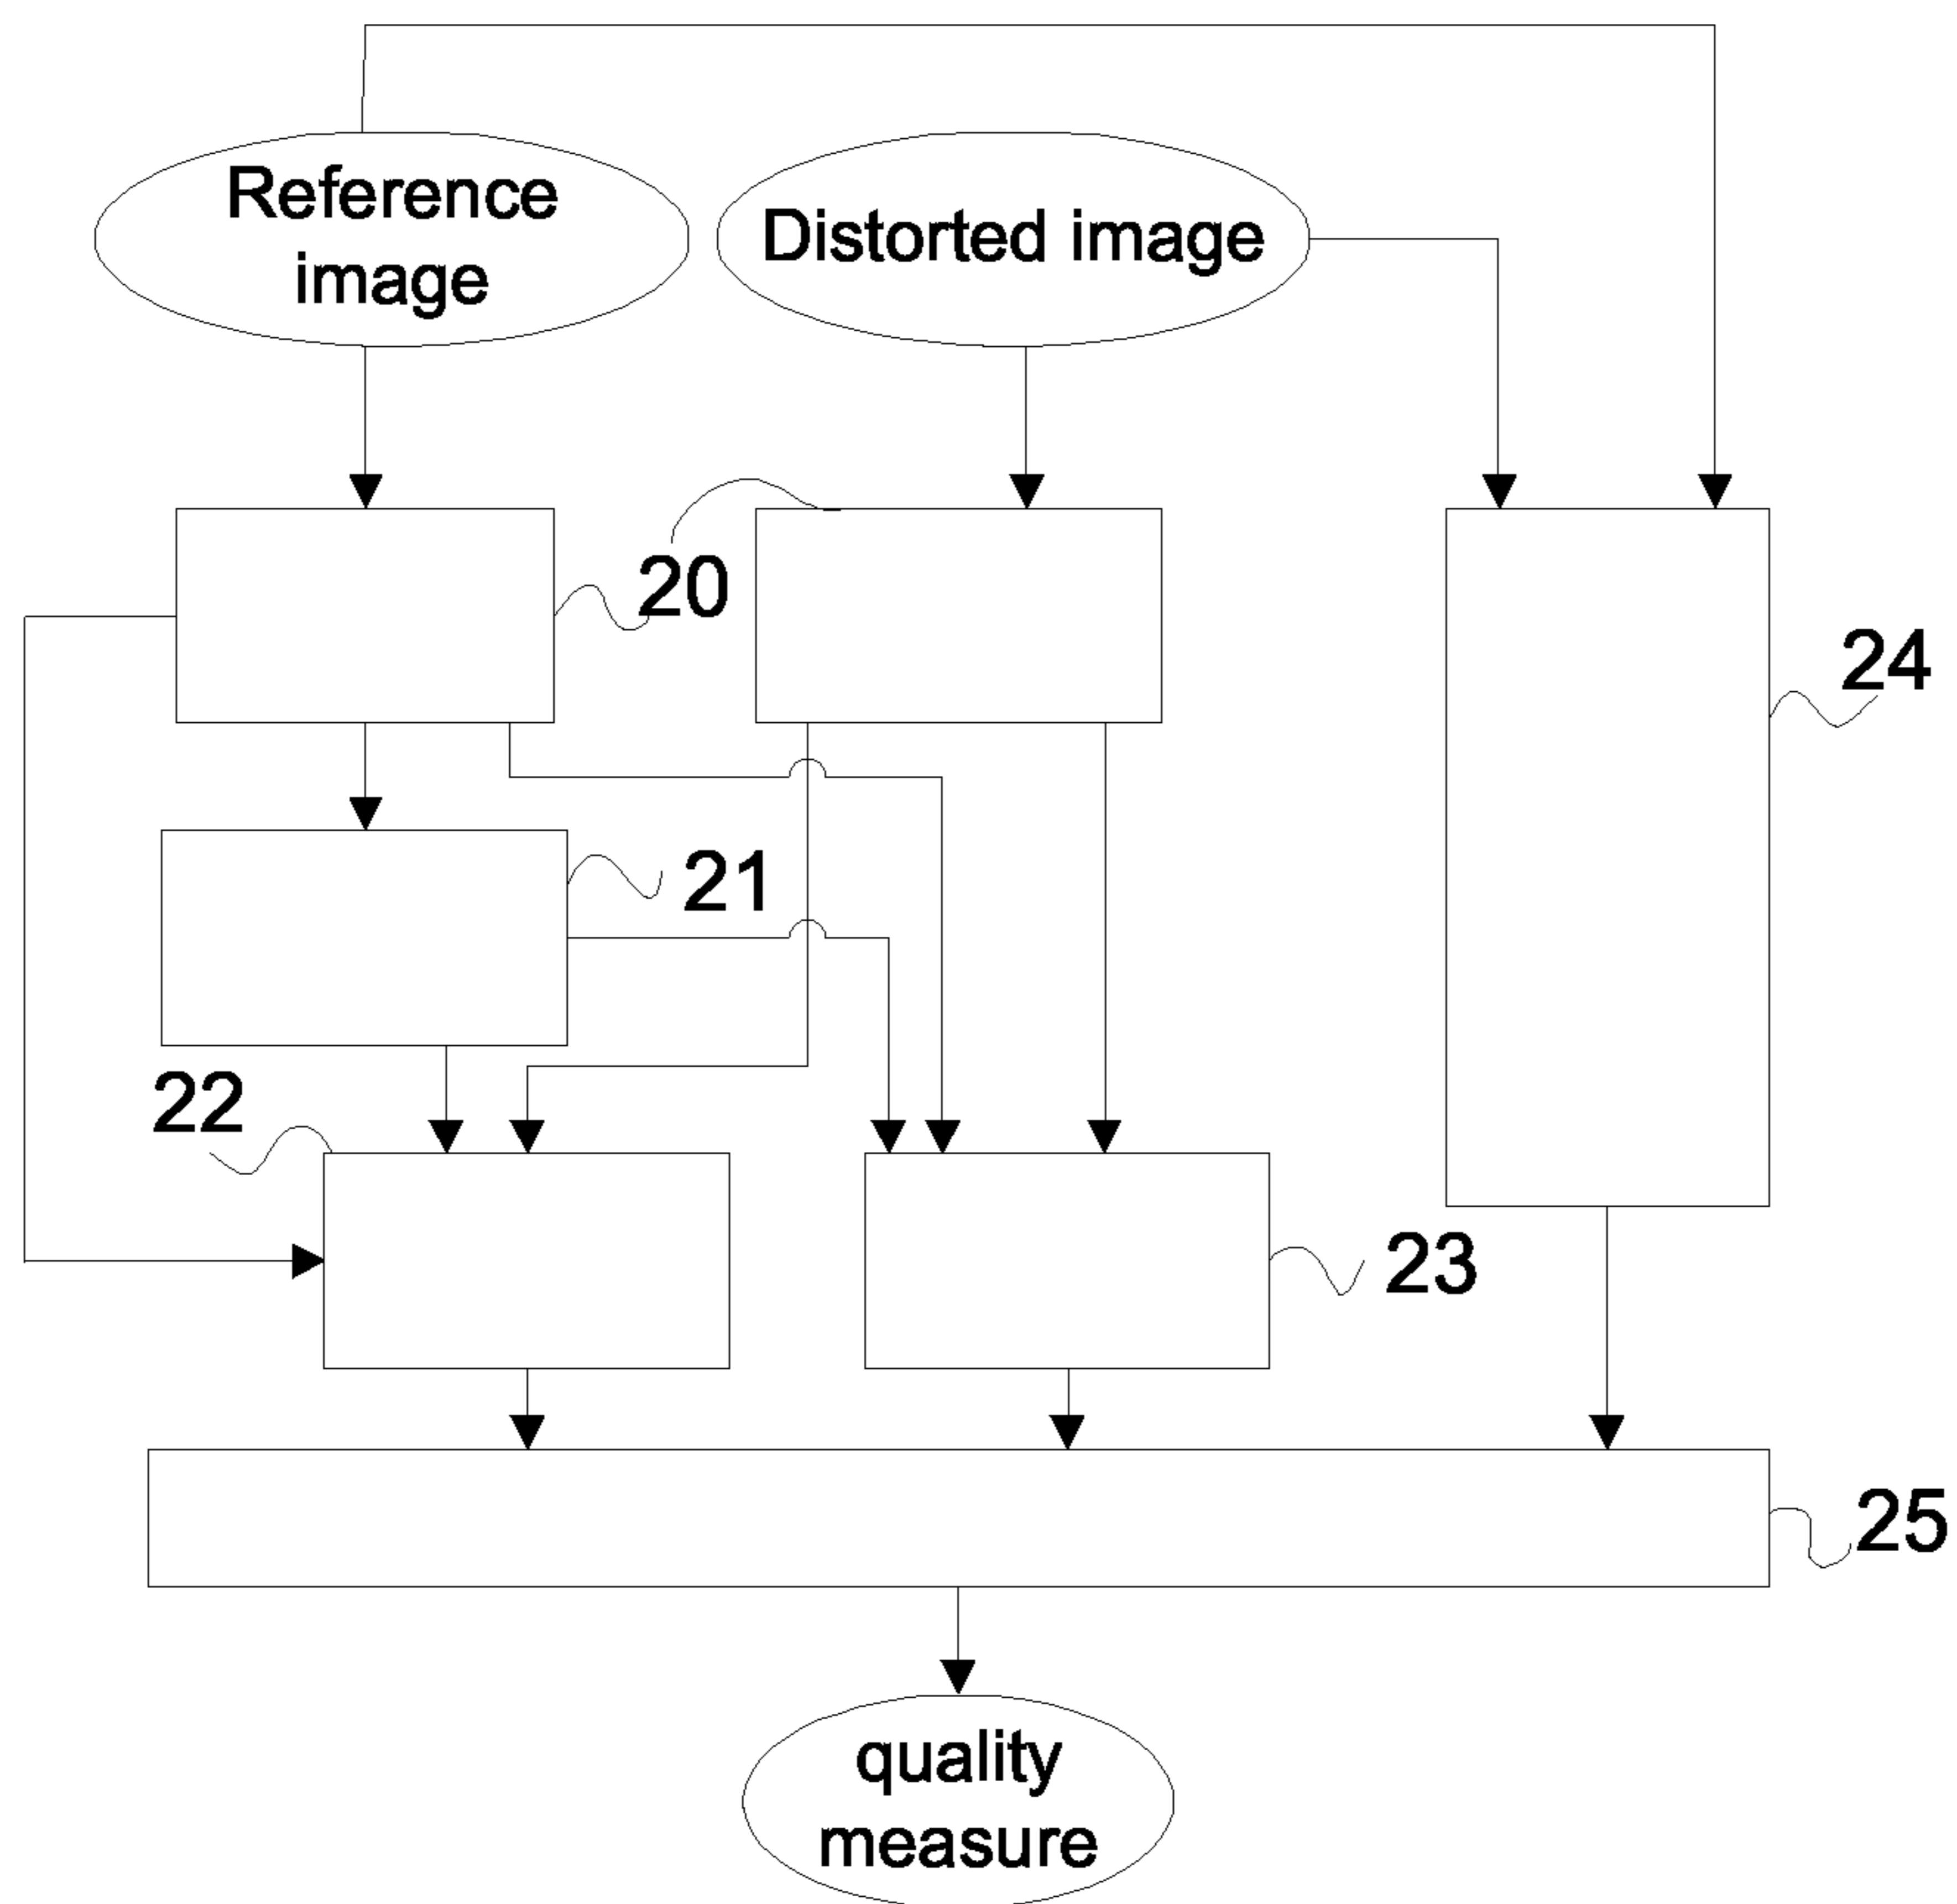 Reference
image
Distorted image
20
24
21
22
23
25
quality
measure